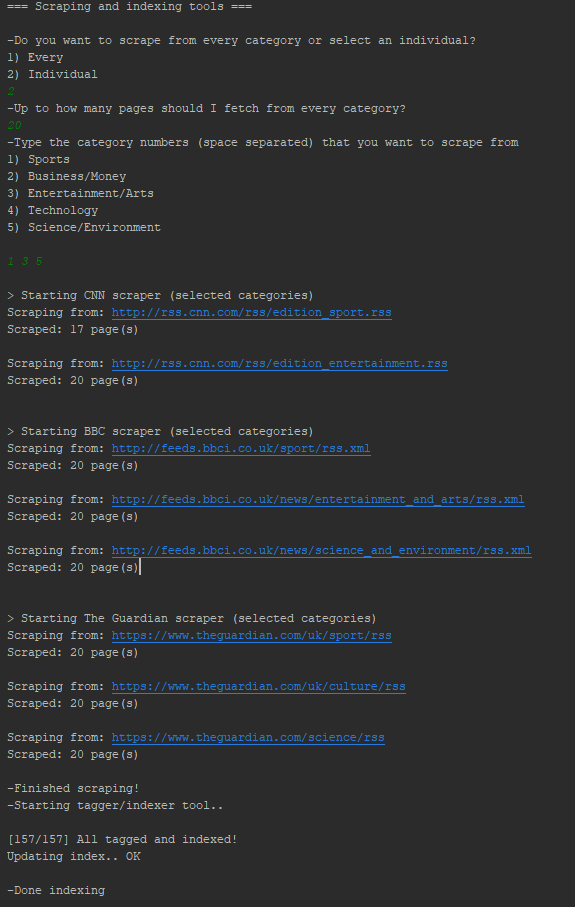 === Scraping and indexing tools ===
-Do you want to scrape from every category or select an individual?
1) Every
2) Individual
2
-Up to how many pages should I fetch from every category?
20
-Type the category numbers (space separated) that you want to scrape from
1) Sports
2) Business/Money
3) Entertainment/Arts
4) Technology
5) Science/Environment
1 3 5
> Starting CNN scraper (selected categories)
Scraping from: http://rss.cnn.com/rss/edition_sport.rss
Scraped: 17 page(s)
Scraping from: http://rss.cnn.com/rss/edition_entertainment.rss
Scraped: 20 page(s)
> Starting BBC scraper (selected categories)
Scraping from: http://feeds.bbci.co.uk/sport/rss.xml
Scraped: 20 page(s)
Scraping from: http://feeds.bbci.co.uk/news/entertainment_and_arts/rss.xml
Scraped: 20 page(s)
Scraping from: http://feeds.bbci.co.uk/news/science_and_environment/rss.xml
Scraped: 20 page(s)
> Starting The Guardian scraper (selected categories)
Scraping from: https://www.theguardian.com/uk/sport/rss
Scraped: 20 page(s)
Scraping from: https://www.theguardian.com/uk/culture/rss
Scraped: 20 page(s)
Scraping from: https://www.theguardian.com/science/rss
Scraped: 20 page(s)
-Finished scraping!
-Starting tagger/indexer tool..
[157/157] All tagged and indexed!
Updating index.. OK
-Done indexing